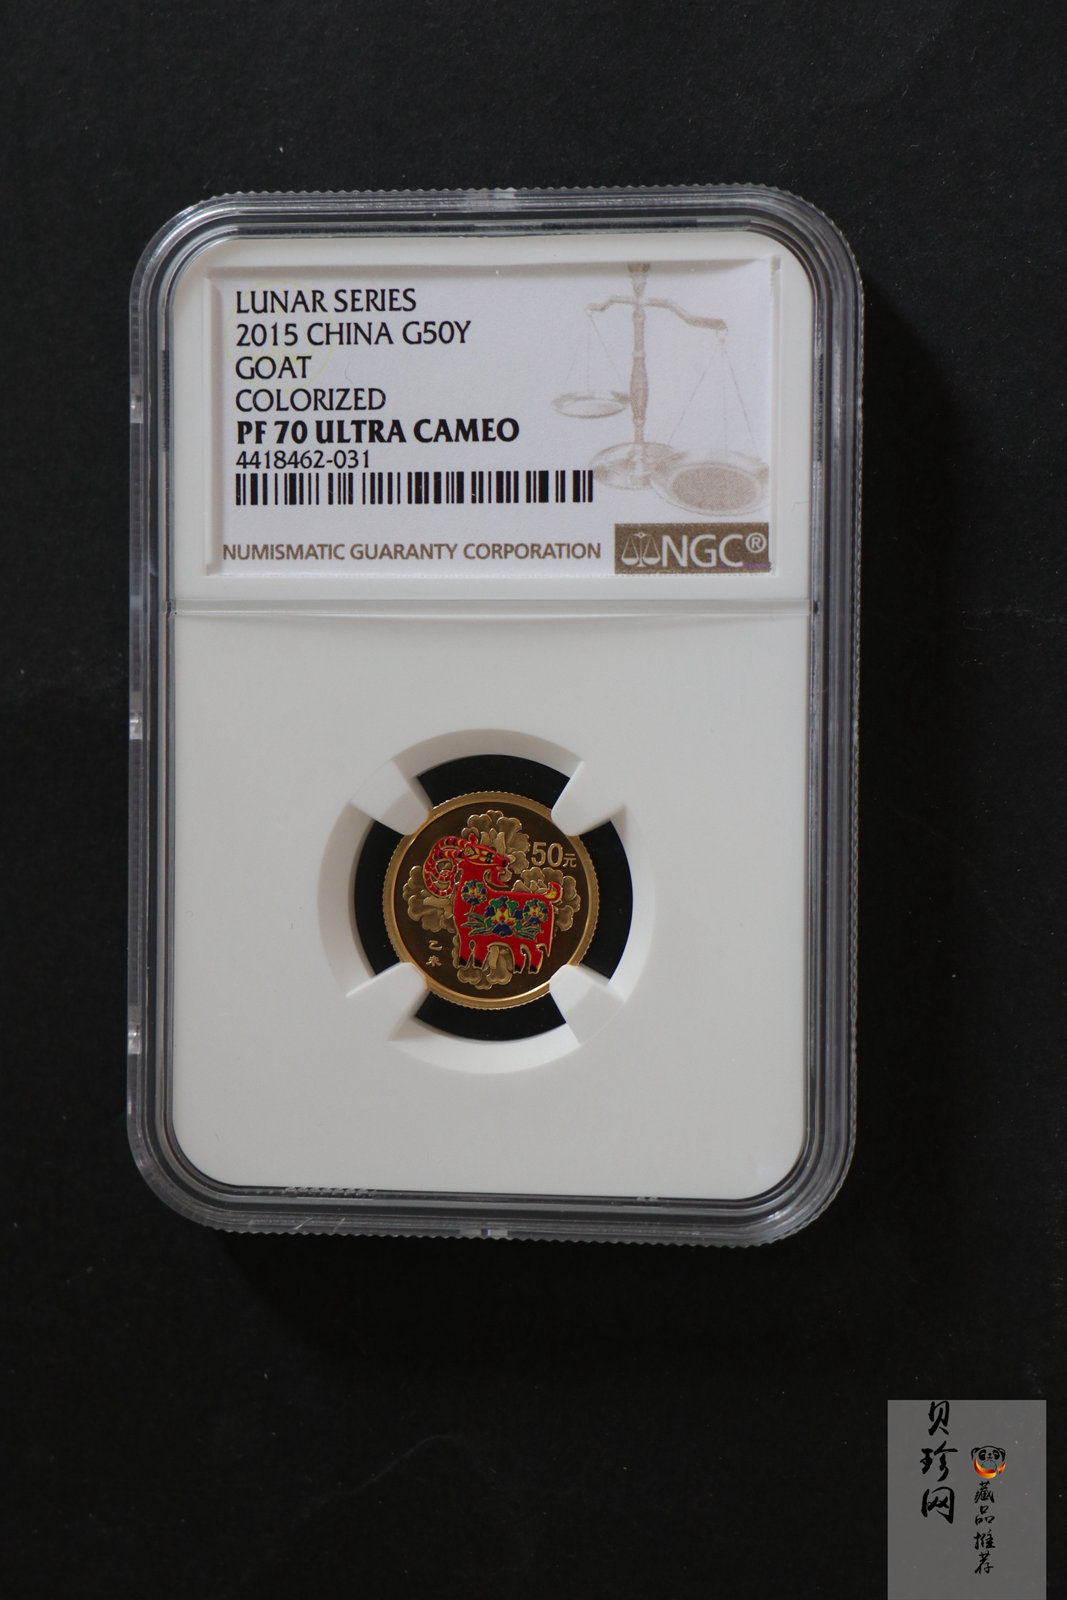 LUNAR SERIES
2015 CHINA G50Y
GOAT
COLORIZED
PF 70 ULTRA CAMEO
4418462-031
NUMISMATIC GUARANTY CORPORATION
NGC®
50元
乙未
贝珍网
藏品推荐